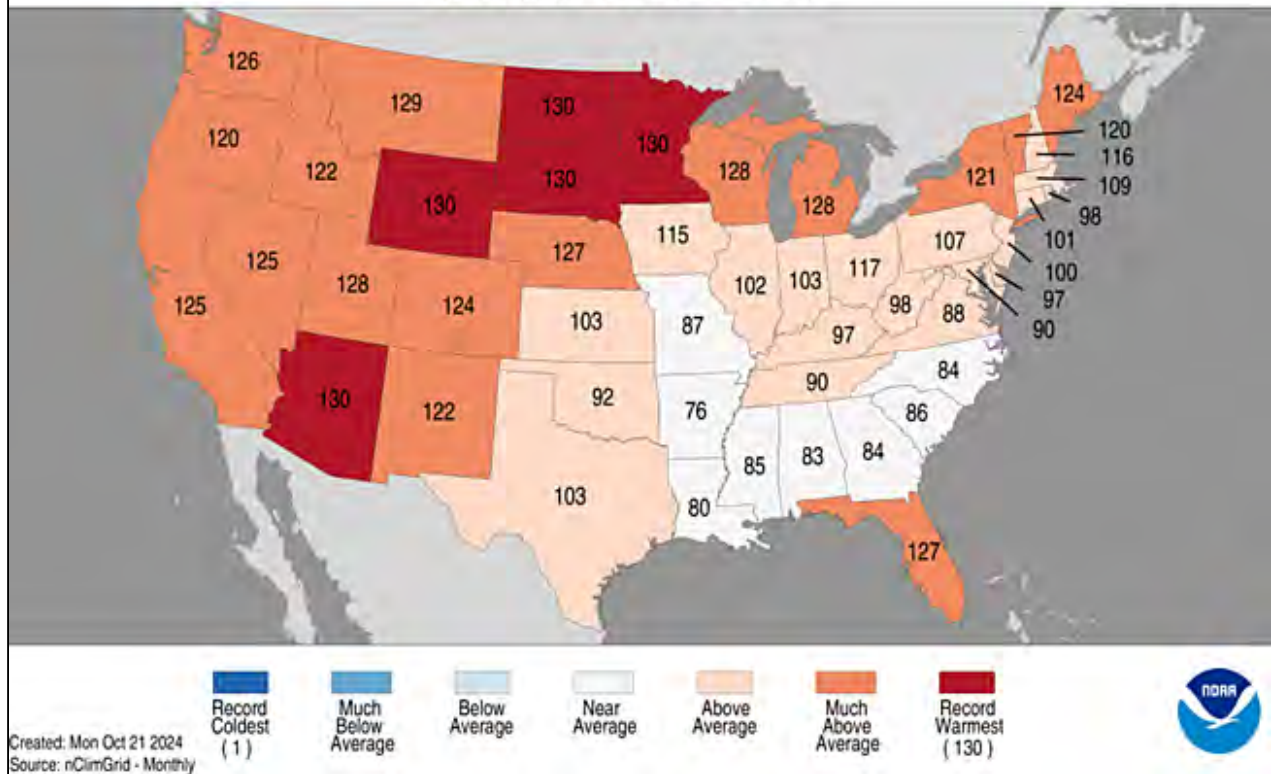 126
129
130
130
124
120
122
130
130
128
128
121
120
116
109
98
101
100
97
90
125
125
128
124
130
127
115
102
103
117
107
103
87
97
98
88
130
122
92
76
90
84
86
103
80
85
83
84
127
Record
Coldest
( 1 )
Much
Below
Average
Below
Average
Near
Average
Above
Average
Much
Above
Average
Record
Warmest
( 130 )
NOAA
Created: Mon Oct 21 2024
Source: nClimGrid - Monthly